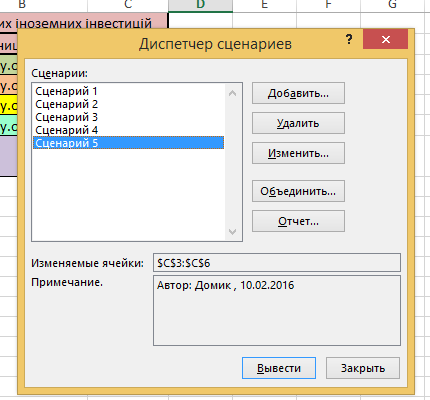 B C D E F G
их іноземних інвестицій
Диспетчер сценариев ?
ниц
у.о
у.о
у.о
у.о
Сценарии:
Сценарий 1
Сценарий 2
Сценарий 3
Сценарий 4
Сценарий 5
Добавить...
Удалить
Изменить...
Объединить...
Отчет...
Изменяемые ячейки: $C$3:$C$6
Примечание. Автор: Домик , 10.02.2016
Вывести Закрыть